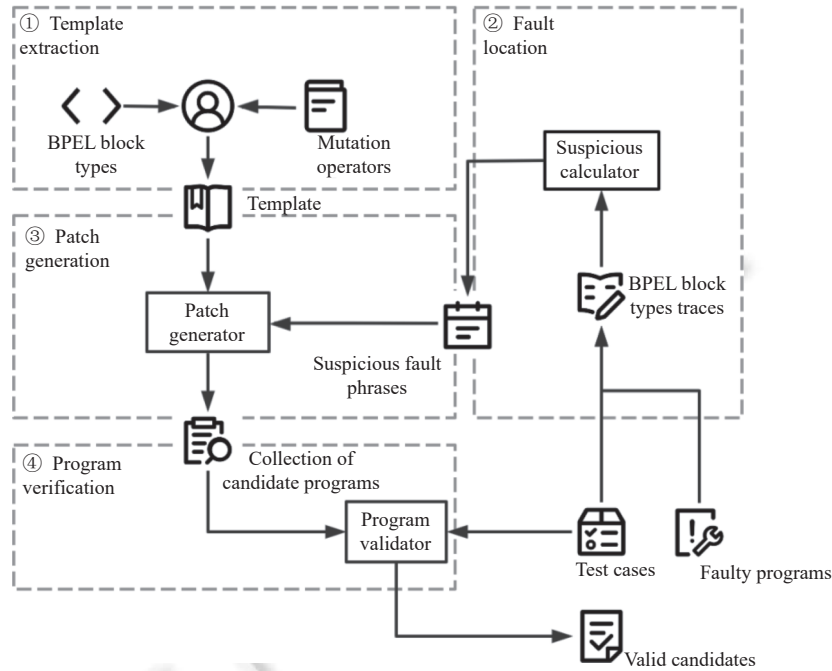 ① Template
extraction
BPEL block
types
Mutation
operators
Template
② Fault
location
Suspicious
calculator
BPEL block
types traces
③ Patch
generation
Patch
generator
Suspicious fault
phrases
④ Program
verification
Collection of
candidate programs
Program
validator
Test cases
Faulty programs
Valid candidates